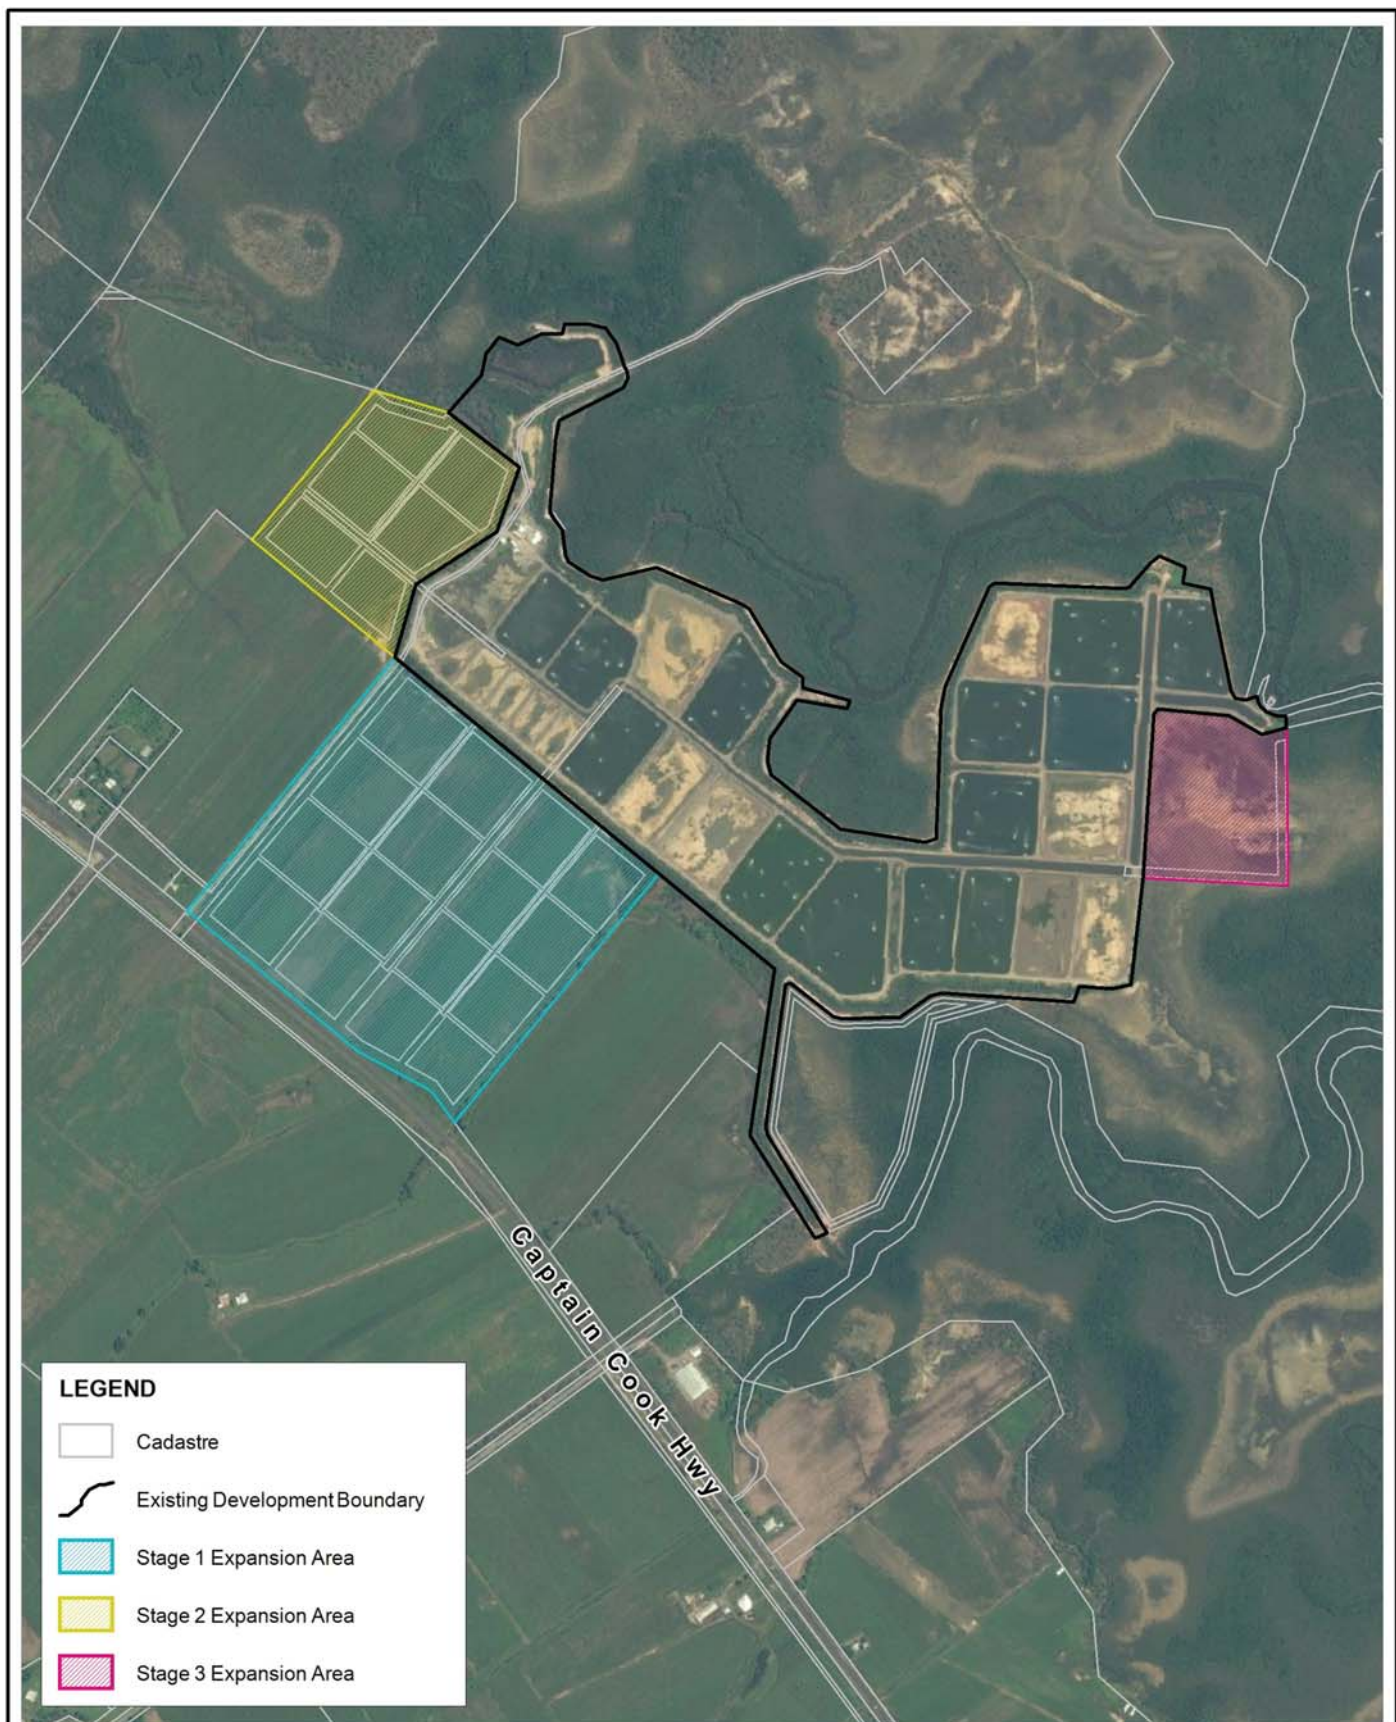 Captain Cook Hwy
LEGEND
Cadastre
Existing Development Boundary
Stage 1 Expansion Area
Stage 2 Expansion Area
Stage 3 Expansion Area